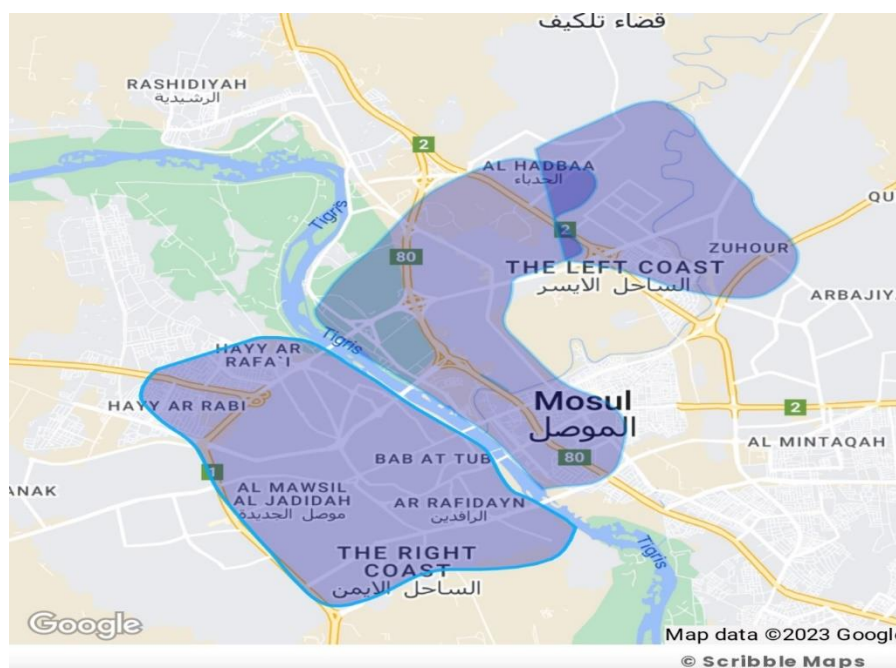 قضاء تلكيف
RASHIDIYAH
الرشيدية
2
AL HADBAA
الحدباء
QU
Tigris
2
80
ZUHOUR
THE LEFT COAST
الساحل الايسر
ARBAJIY
Tigris
HAYY AR
RAFA`I
HAYY AR RABI
Mosul
الموصل
2
AL MINTAQAH
BAB AT TUB
80
1
ANAK
AL MAWSIL
AL JADIDAH
موصل الجديدة
AR RAFIDAYN
الرافدين
THE RIGHT
COAST
الساحل الايمن
Tigris
Google
Map data ©2023 Google
© Scribble Maps